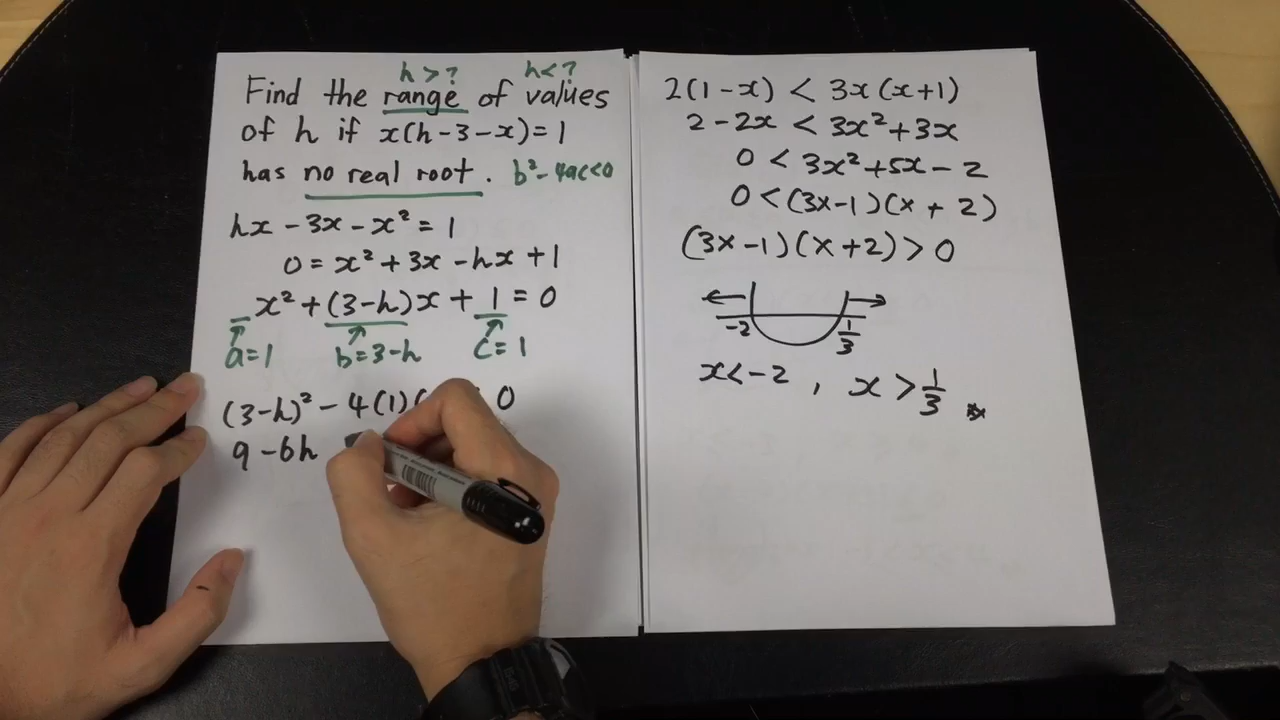 h>? h<?
Find the range of values
of h if x(h-3-x)=1
has no real root. b²-4ac<0
hx - 3x - x² = 1
0 = x² + 3x - hx + 1
x² + (3-h)x + 1 = 0
a=1 b=3-h c=1
(3-h)² - 4(1)( 0
9 - 6h
2(1-x) < 3x(x+1)
2 - 2x < 3x² + 3x
0 < 3x² + 5x - 2
0 < (3x-1)(x + 2)
(3x-1)(x+2) > 0
-2 1/3
x < -2 , x > 1/3